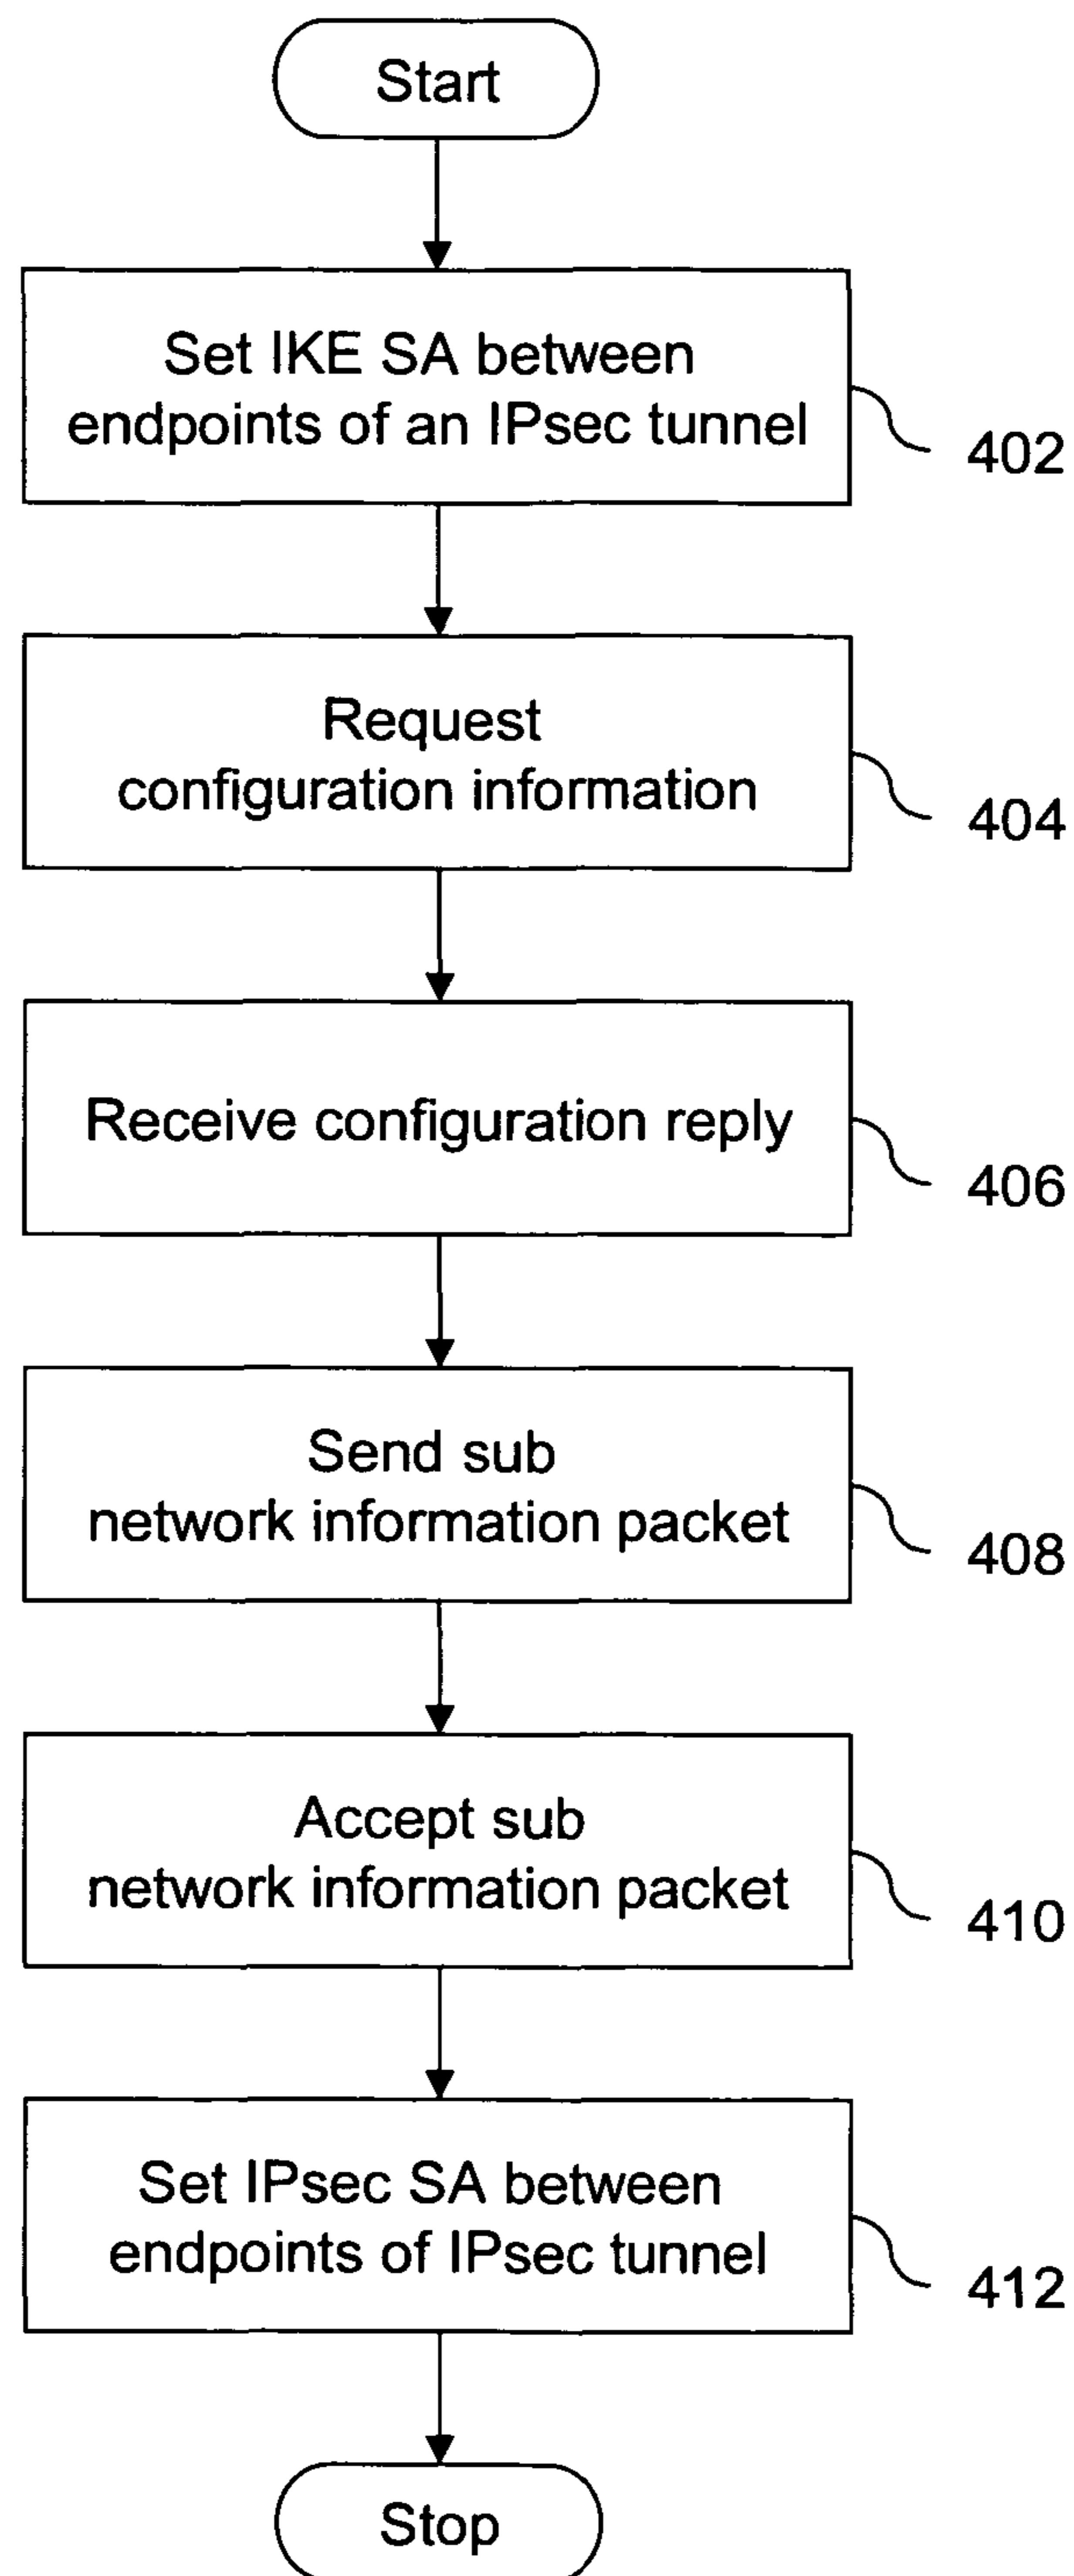 Start
Set IKE SA between
endpoints of an IPsec tunnel
402
Request
configuration information
404
Receive configuration reply
406
Send sub
network information packet
408
Accept sub
network information packet
410
Set IPsec SA between
endpoints of IPsec tunnel
412
Stop